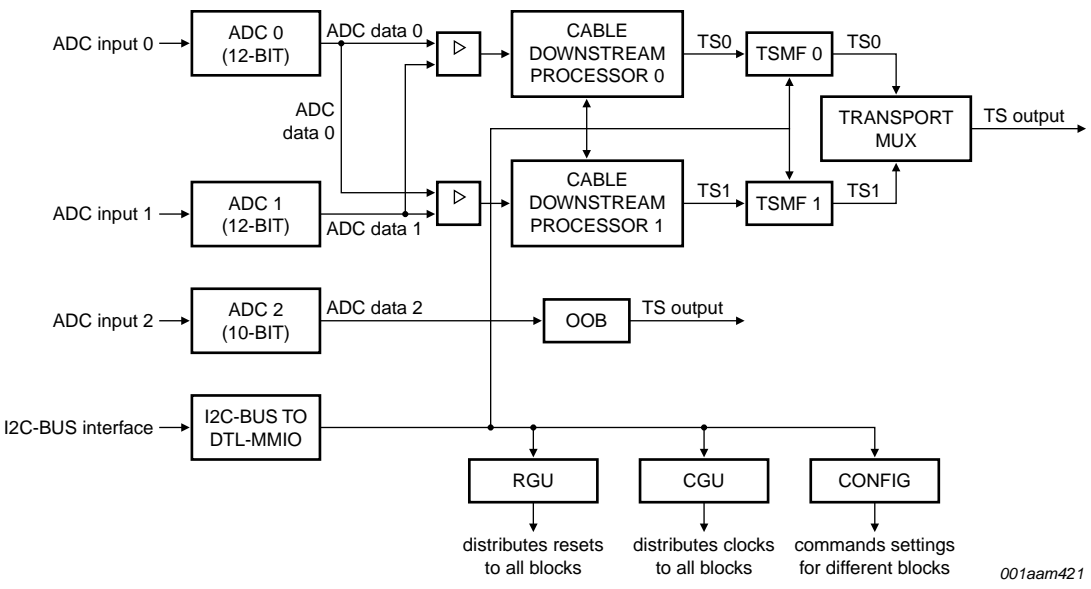 ADC input 0
ADC 0
(12-BIT)
ADC data 0
ADC
data 0
CABLE
DOWNSTREAM
PROCESSOR 0
TS0
TSMF 0
TS0
TRANSPORT
MUX
TS output
ADC input 1
ADC 1
(12-BIT)
ADC data 1
CABLE
DOWNSTREAM
PROCESSOR 1
TS1
TSMF 1
TS1
ADC input 2
ADC 2
(10-BIT)
ADC data 2
OOB
TS output
I2C-BUS interface
I2C-BUS TO
DTL-MMIO
RGU
CGU
CONFIG
distributes resets
to all blocks
distributes clocks
to all blocks
commands settings
for different blocks
001aam421